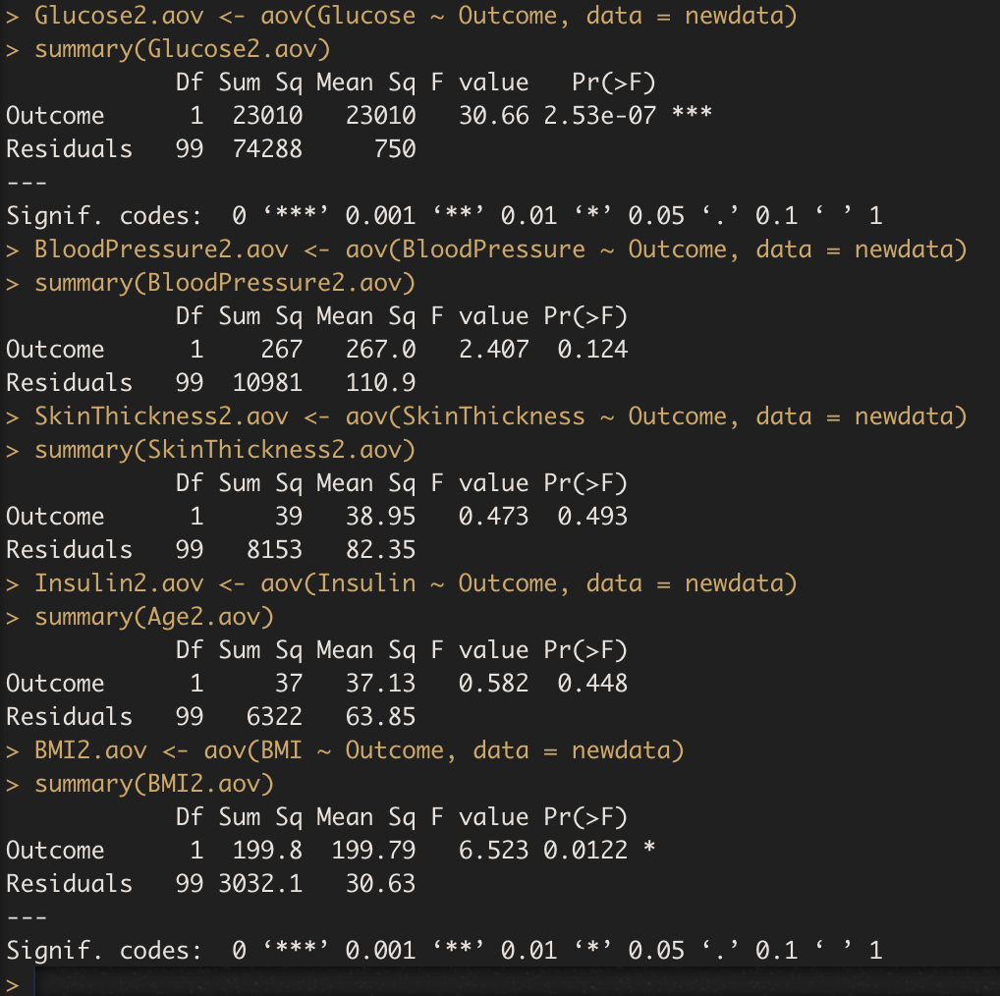 > Glucose2.aov <- aov(Glucose ~ Outcome, data = newdata)
> summary(Glucose2.aov)
            Df Sum Sq Mean Sq F value   Pr(>F)
Outcome      1  23010   23010   30.66 2.53e-07 ***
Residuals   99  74288     750
---
Signif. codes:  0 ‘***’ 0.001 ‘**’ 0.01 ‘*’ 0.05 ‘.’ 0.1 ‘ ’ 1
> BloodPressure2.aov <- aov(BloodPressure ~ Outcome, data = newdata)
> summary(BloodPressure2.aov)
            Df Sum Sq Mean Sq F value Pr(>F)
Outcome      1    267   267.0   2.407  0.124
Residuals   99  10981   110.9
> SkinThickness2.aov <- aov(SkinThickness ~ Outcome, data = newdata)
> summary(SkinThickness2.aov)
            Df Sum Sq Mean Sq F value Pr(>F)
Outcome      1     39   38.95   0.473  0.493
Residuals   99   8153   82.35
> Insulin2.aov <- aov(Insulin ~ Outcome, data = newdata)
> summary(Age2.aov)
            Df Sum Sq Mean Sq F value Pr(>F)
Outcome      1     37   37.13   0.582  0.448
Residuals   99   6322   63.85
> BMI2.aov <- aov(BMI ~ Outcome, data = newdata)
> summary(BMI2.aov)
            Df Sum Sq Mean Sq F value Pr(>F)
Outcome      1  199.8  199.79   6.523 0.0122 *
Residuals   99 3032.1   30.63
---
Signif. codes:  0 ‘***’ 0.001 ‘**’ 0.01 ‘*’ 0.05 ‘.’ 0.1 ‘ ’ 1
>